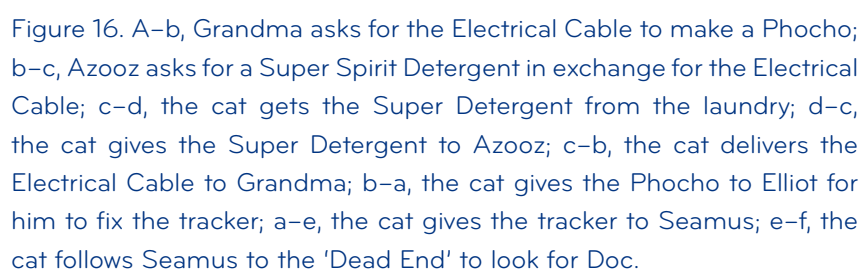 Figure 16. A–b, Grandma asks for the Electrical Cable to make a Phocho;
b–c, Azooz asks for a Super Spirit Detergent in exchange for the Electrical
Cable; c–d, the cat gets the Super Detergent from the laundry; d–c,
the cat gives the Super Detergent to Azooz; c–b, the cat delivers the
Electrical Cable to Grandma; b–a, the cat gives the Phocho to Elliot for
him to fix the tracker; a–e, the cat gives the tracker to Seamus; e–f, the
cat follows Seamus to the ‘Dead End’ to look for Doc.